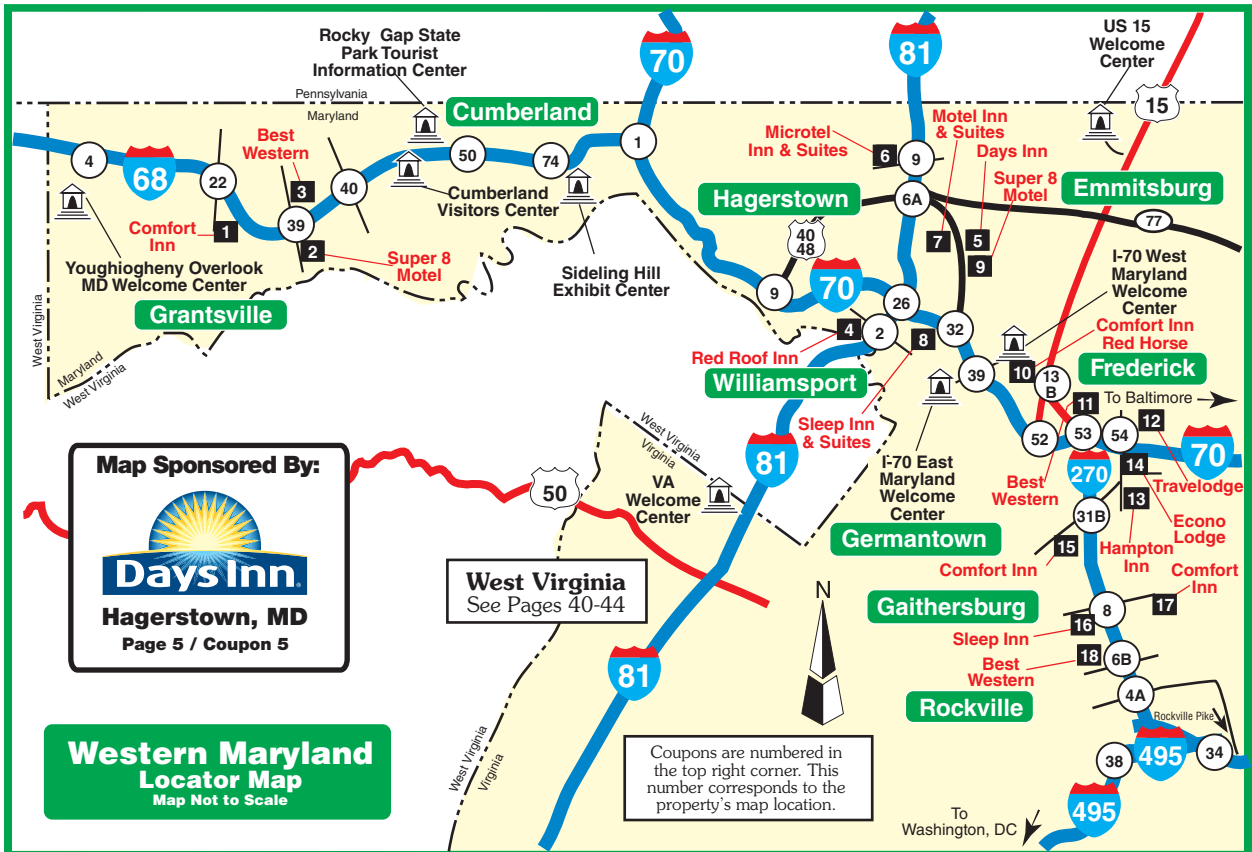 Rocky Gap State
Park Tourist
Information Center
Pennsylvania
Maryland
Cumberland
70
81
US 15
Welcome
Center
15
4
68
22
Best
Western
3
39
40
50
74
1
Cumberland
Visitors Center
Sideling Hill
Exhibit Center
Comfort
Inn
1
2
Super 8
Motel
Youghiogheny Overlook
MD Welcome Center
Grantsville
West Virginia
Maryland
West Virginia
Microtel
Inn & Suites
6
9
Motel Inn
& Suites
Days Inn
Super 8
Motel
Emmitsburg
Hagerstown
6A
77
40
48
7
5
9
9
70
26
I-70 West
Maryland
Welcome
Center
Comfort Inn
Red Horse
Red Roof Inn
4
2
8
32
Williamsport
39
10
13
B
Frederick
To Baltimore
Sleep Inn
& Suites
11
52
53
54
12
70
270
I-70 East
Maryland
Welcome
Center
Best
Western
14
Travelodge
13
Econo
Lodge
Hampton
Inn
31B
Germantown
15
Comfort Inn
Comfort
Inn
17
West Virginia
Virginia
VA
Welcome
Center
81
50
Map Sponsored By:
Days Inn
Hagerstown, MD
Page 5 / Coupon 5
West Virginia
See Pages 40-44
N
Gaithersburg
8
16
Sleep Inn
Best
Western
18
6B
Rockville
4A
Rockville Pike
81
West Virginia
Virginia
Western Maryland
Locator Map
Map Not to Scale
Coupons are numbered in
the top right corner. This
number corresponds to the
property's map location.
38
495
34
495
To
Washington, DC